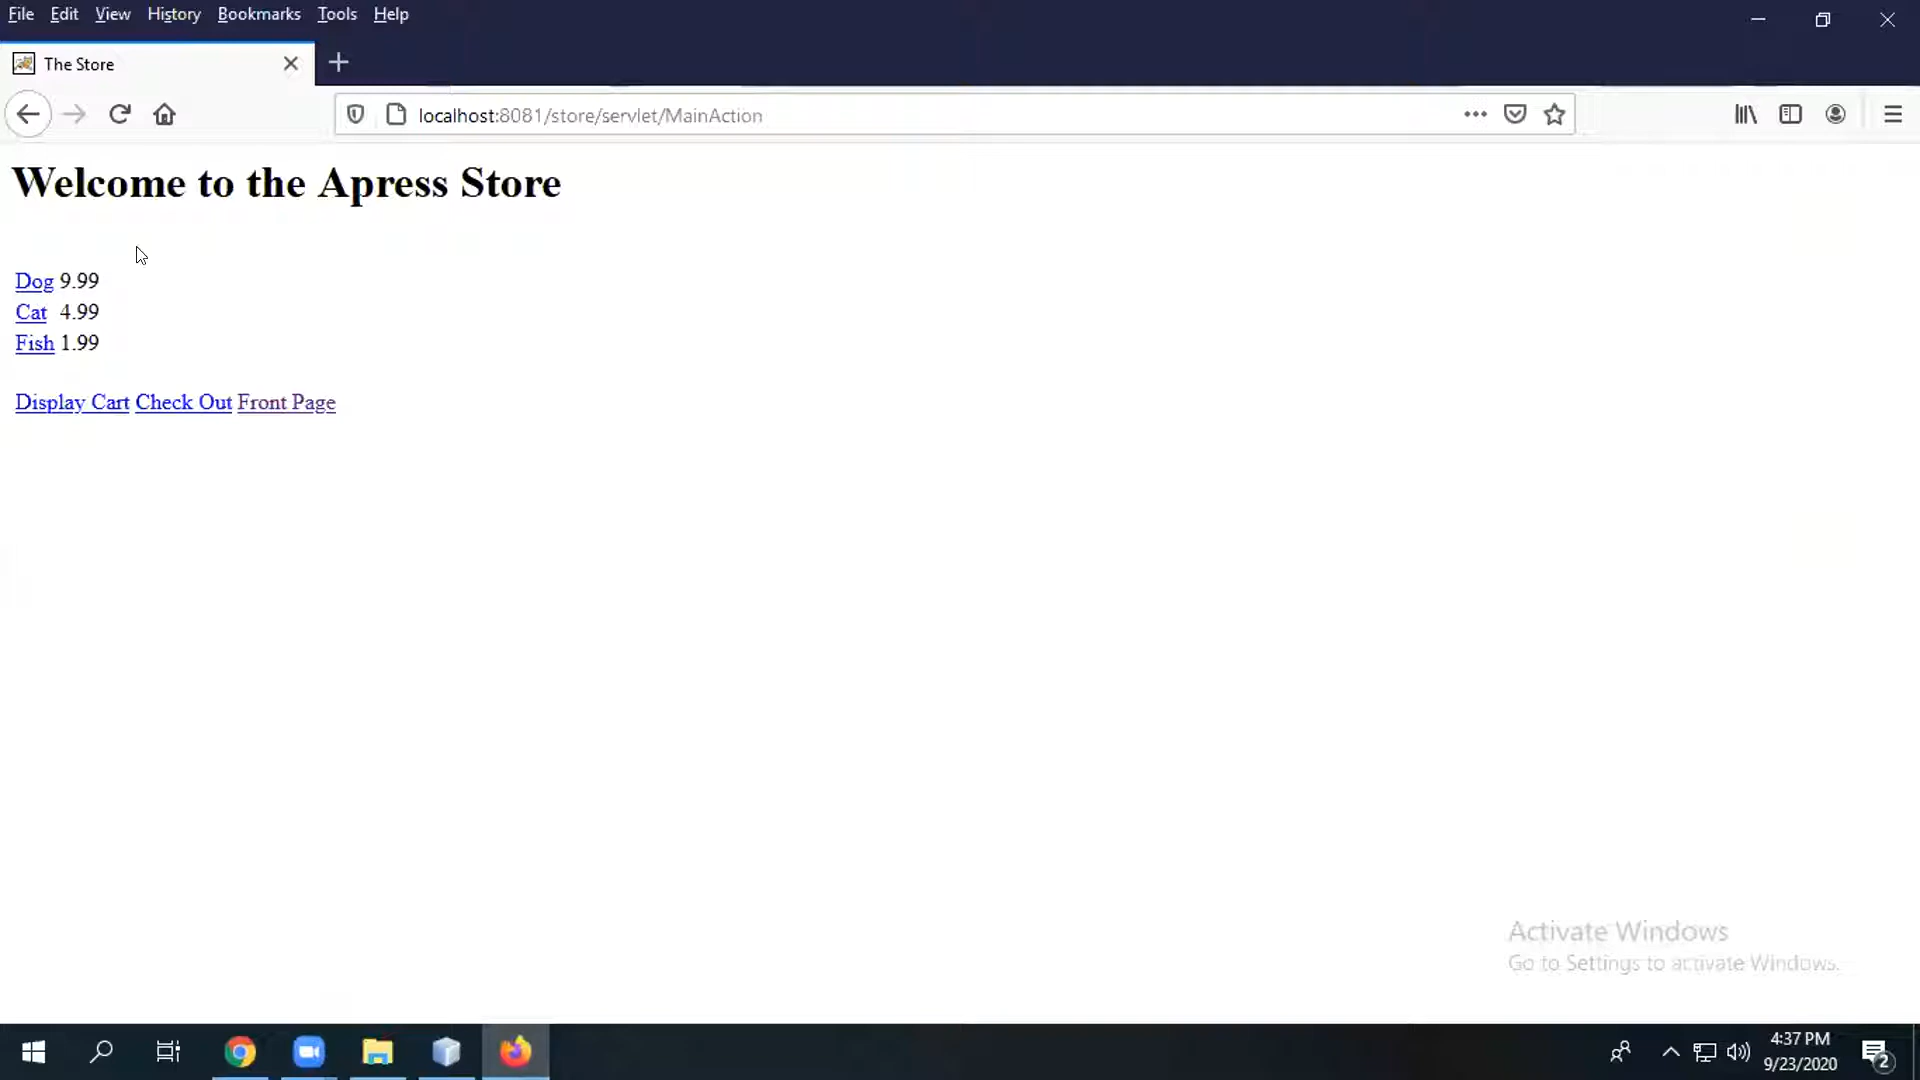 File Edit View History Bookmarks Tools Help
The Store
localhost:8081/store/servlet/MainAction
Welcome to the Apress Store
Dog 9.99
Cat 4.99
Fish 1.99
Display Cart Check Out Front Page
Activate Windows
Go to Settings to activate Windows.
4:37 PM
9/23/2020
2